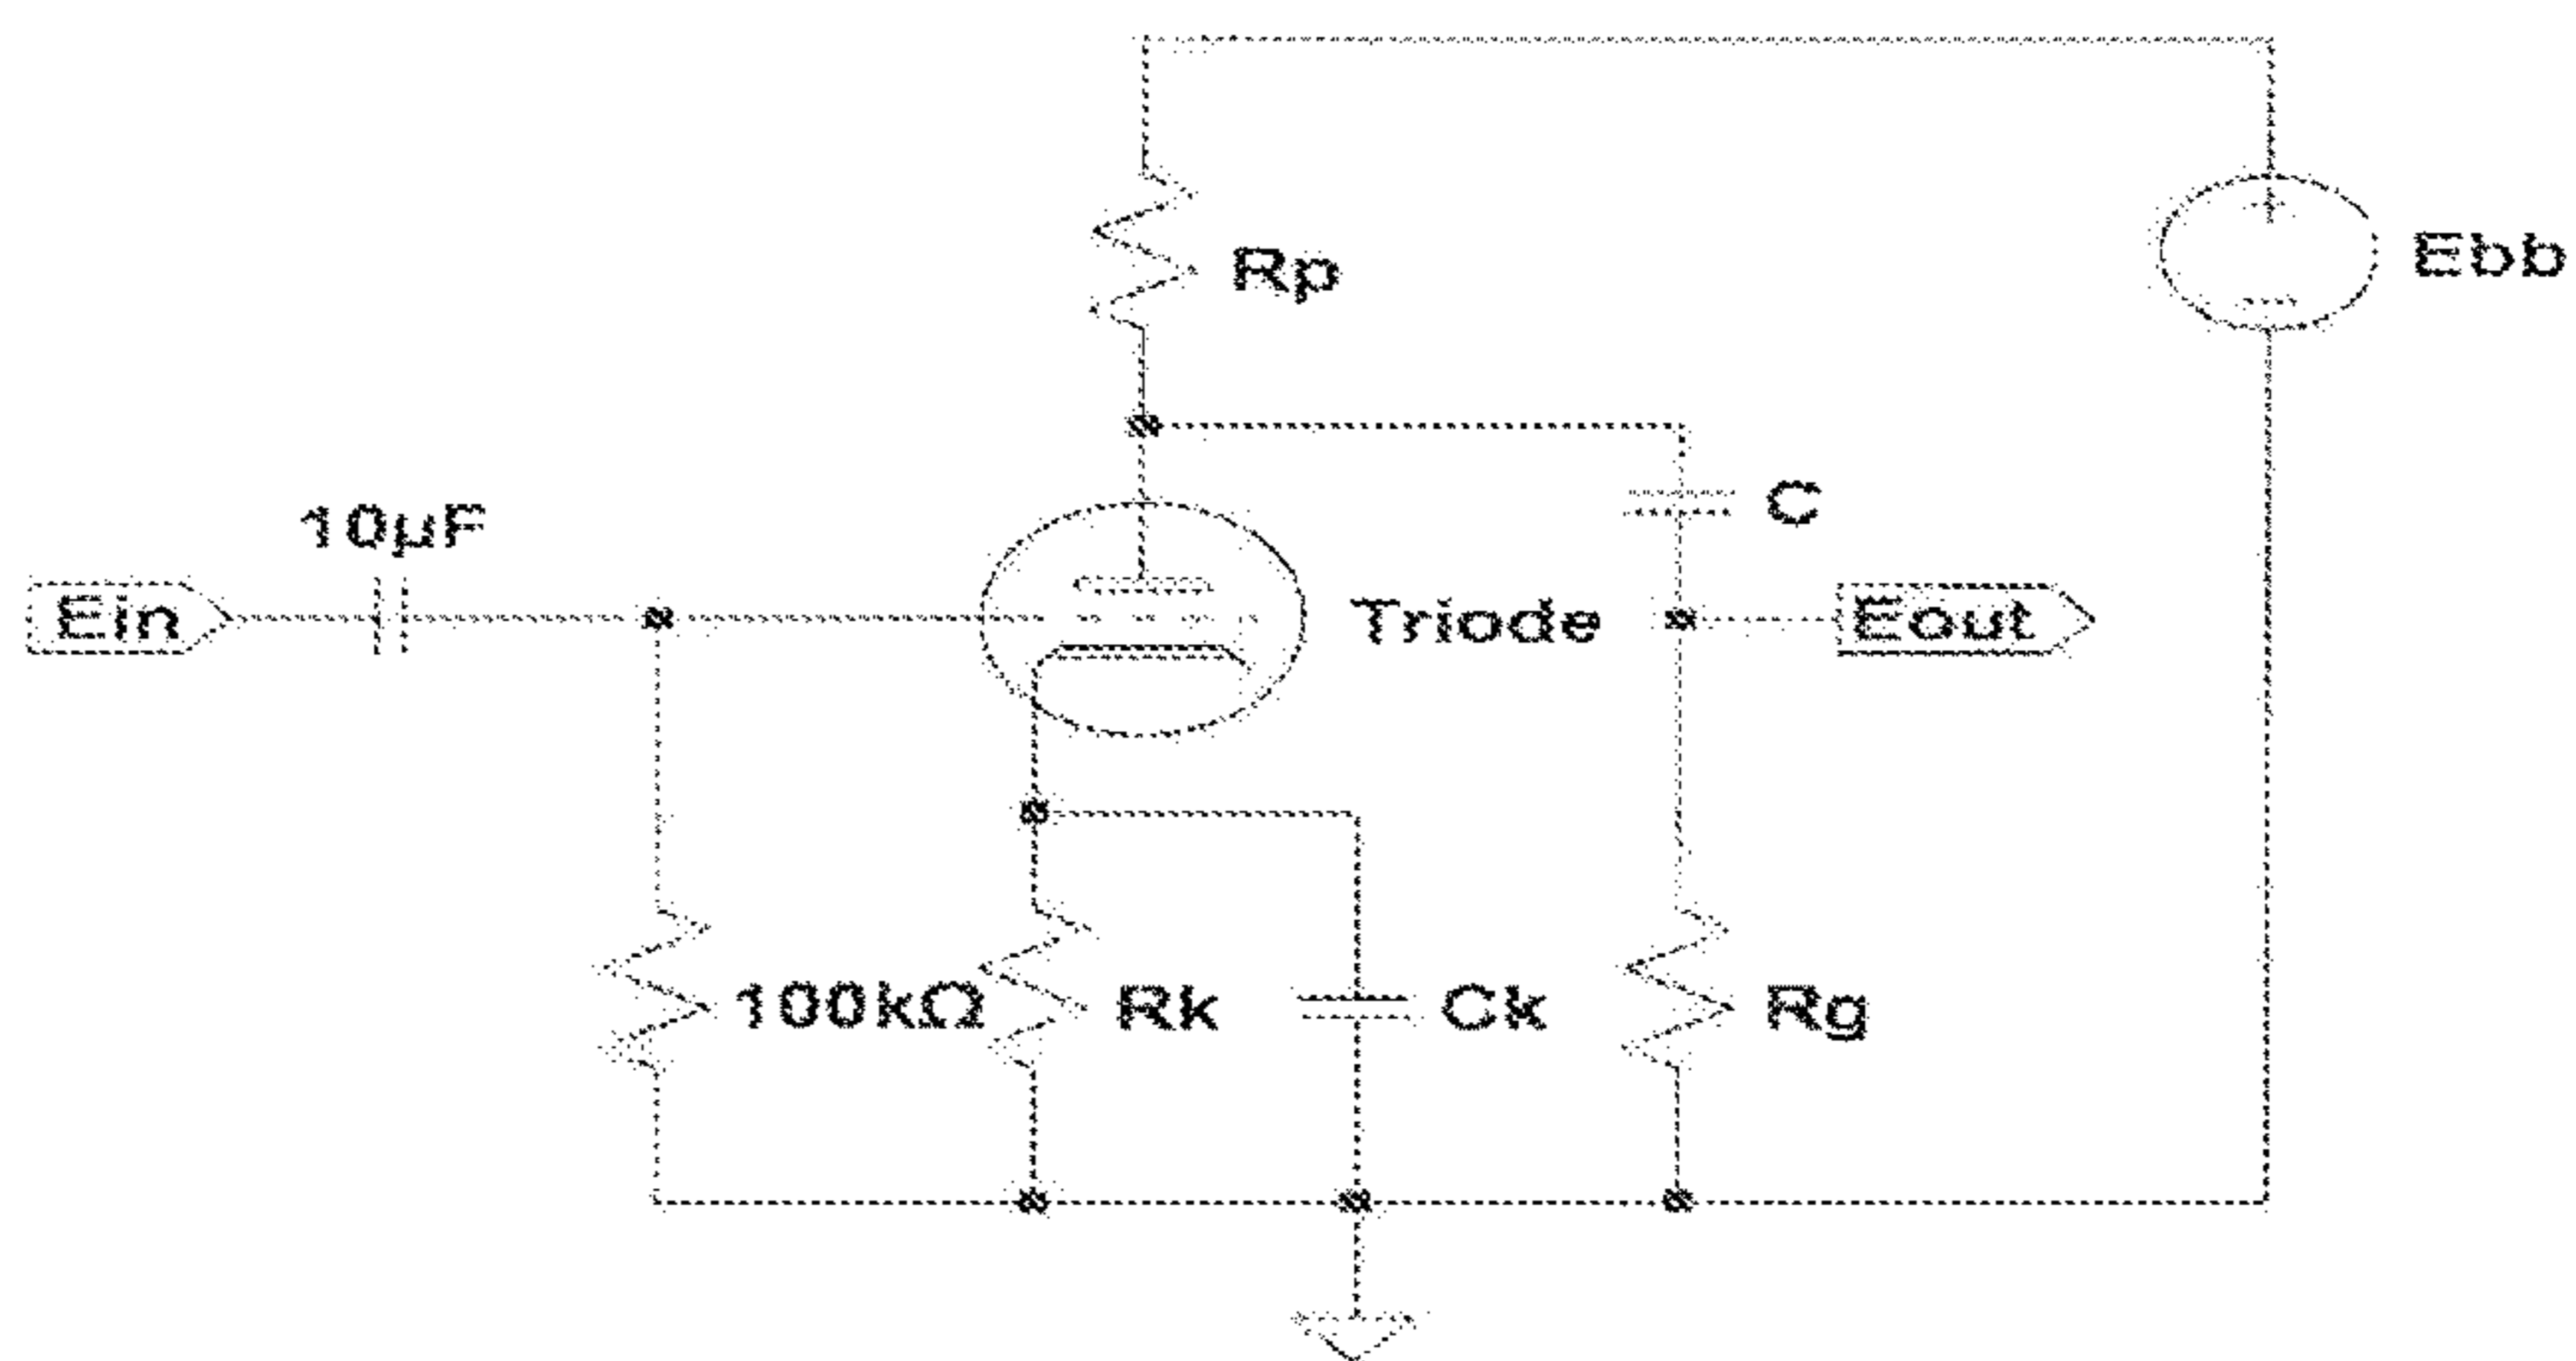 Rp
Ebb
10µF
C
Ein
Triode
Eout
100kΩ
Rk
Ck
Rg